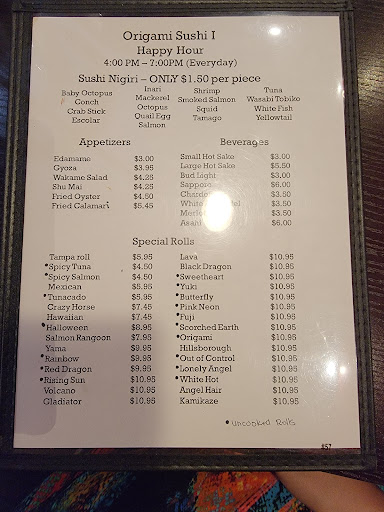 Origami Sushi I
Happy Hour
4:00 PM – 7:00PM (Everyday)
Sushi Nigiri – ONLY $1.50 per piece
Baby Octopus
Conch
Crab Stick
Escolar
Inari
Mackerel
Octopus
Quail Egg
Salmon
Shrimp
Smoked Salmon
Squid
Tamago
Tuna
Wasabi Tobiko
White Fish
Yellowtail
Appetizers
Edamame $3.00
Gyoza $3.95
Wakame Salad $4.25
Shu Mai $4.25
Fried Oyster $4.50
Fried Calamari $5.45
Beverages
Small Hot Sake $3.00
Large Hot Sake $5.50
Bud Light $3.00
Sapporo $6.00
$3.50
White $3.50
$3.50
Asahi $6.00
Special Rolls
Tampa roll $5.95
•Spicy Tuna $4.50
•Spicy Salmon $4.50
Mexican $5.95
•Tunacado $5.95
Crazy Horse $7.45
Hawaiian $7.45
•Halloween $8.95
Salmon Rangoon $7.95
Yama $9.95
•Rainbow $9.95
•Red Dragon $9.95
•Rising Sun $10.95
Volcano $10.95
Gladiator $10.95
Lava $10.95
Black Dragon $10.95
•Sweetheart $10.95
•Yuki $10.95
•Butterfly $10.95
•Pink Neon $10.95
•Fuji $10.95
•Scorched Earth $10.95
•Origami $10.95
Hillsborough $10.95
•Out of Control $10.95
•Lonely Angel $10.95
•White Hot $10.95
Angel Hair $10.95
Kamikaze $10.95
• uncooked Rolls
#57